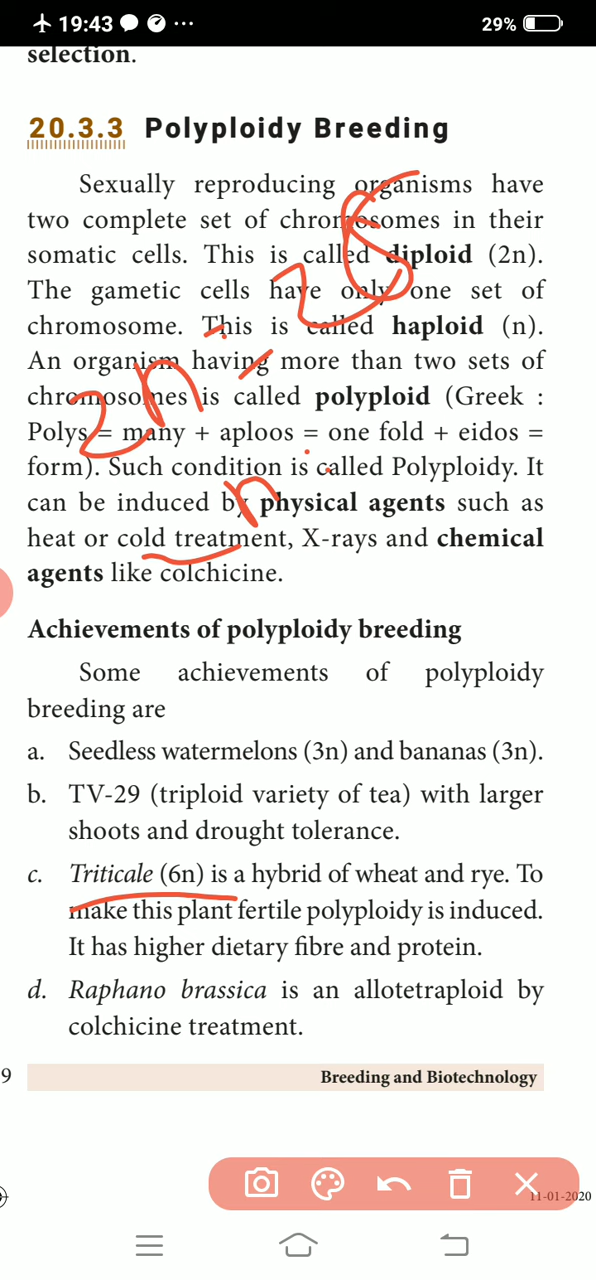 19:43 ... 29%
selection.
20.3.3 Polyploidy Breeding
Sexually reproducing organisms have
two complete set of chromosomes in their
somatic cells. This is called diploid (2n).
The gametic cells have only one set of
chromosome. This is called haploid (n).
An organism having more than two sets of
chromosomes is called polyploid (Greek :
Polys = many + aploos = one fold + eidos =
form). Such condition is called Polyploidy. It
can be induced by physical agents such as
heat or cold treatment, X-rays and chemical
agents like colchicine.
2n = 28
n
Achievements of polyploidy breeding
Some achievements of polyploidy
breeding are
a. Seedless watermelons (3n) and bananas (3n).
b. TV-29 (triploid variety of tea) with larger
shoots and drought tolerance.
c. Triticale (6n) is a hybrid of wheat and rye. To
make this plant fertile polyploidy is induced.
It has higher dietary fibre and protein.
d. Raphano brassica is an allotetraploid by
colchicine treatment.
9 Breeding and Biotechnology
11-01-2020